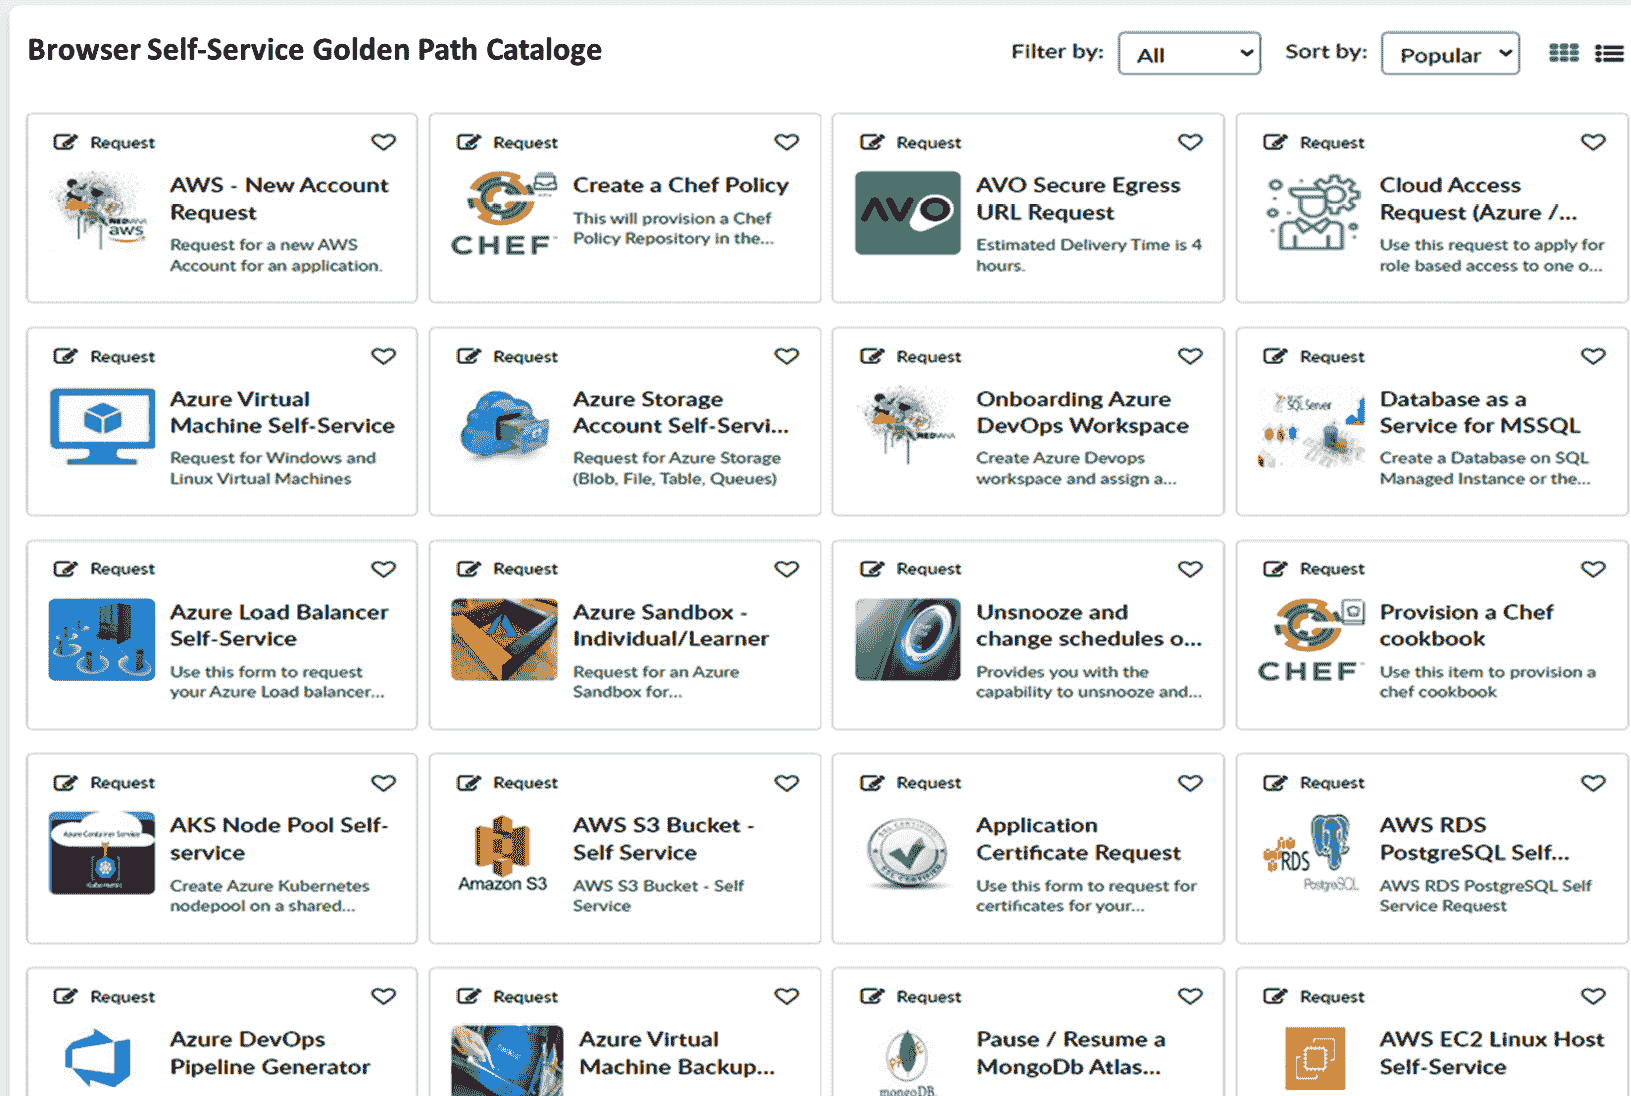 Browser Self-Service Golden Path Cataloge
Filter by:
All
Sort by:
Popular
Request
AWS - New Account
Request
Request for a new AWS
Account for an application.
aws
Request
Create a Chef Policy
This will provision a Chef
Policy Repository in the...
CHEF
Request
AVO Secure Egress
URL Request
Estimated Delivery Time is 4
hours.
AVO
Request
Cloud Access
Request (Azure /...
Use this request to apply for
role based access to one o...
Request
Azure Virtual
Machine Self-Service
Request for Windows and
Linux Virtual Machines
Request
Azure Storage
Account Self-Servi...
Request for Azure Storage
(Blob, File, Table, Queues)
Request
Onboarding Azure
DevOps Workspace
Create Azure Devops
workspace and assign a...
Request
Database as a
Service for MSSQL
Create a Database on SQL
Managed Instance or the...
SQL Server
Request
Azure Load Balancer
Self-Service
Use this form to request
your Azure Load balancer...
Request
Azure Sandbox -
Individual/Learner
Request for an Azure
Sandbox for...
Request
Unsnooze and
change schedules o...
Provides you with the
capability to unsnooze and...
Request
Provision a Chef
cookbook
Use this item to provision a
chef cookbook
CHEF
Request
AKS Node Pool Self-
service
Create Azure Kubernetes
nodepool on a shared...
Azure Container Service
Request
AWS S3 Bucket -
Self Service
AWS S3 Bucket - Self
Service
Amazon S3
Request
Application
Certificate Request
Use this form to request for
certificates for your...
Request
AWS RDS
PostgreSQL Self...
AWS RDS PostgreSQL Self
Service Request
RDS
PostgreSQL
Request
Azure DevOps
Pipeline Generator
Request
Azure Virtual
Machine Backup...
Request
Pause / Resume a
MongoDb Atlas...
mongoDB.
Request
AWS EC2 Linux Host
Self-Service